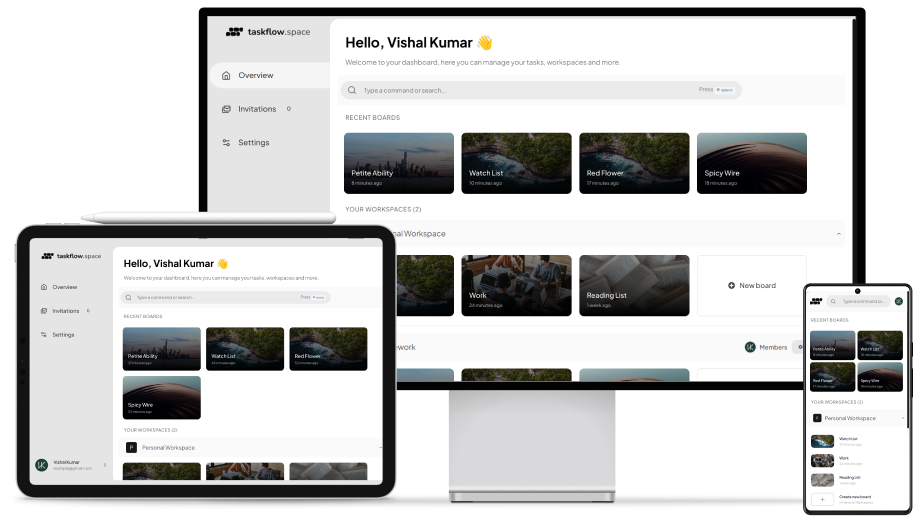 taskflow.space
Overview
Invitations 0
Settings
Hello, Vishal Kumar 👋
Welcome to your dashboard, here you can manage your tasks, workspaces and more.
Type a command or search...
Press
RECENT BOARDS
Petite Ability
8 minutes ago
Watch List
10 minutes ago
Red Flower
17 minutes ago
Spicy Wire
18 minutes ago
YOUR WORKSPACES (2)
nal Workspace
Work
Reading List
1 week ago
New board
work
Members
taskflow.space
Overview
Invitations 0
Settings
VishalKumar
example@gmail.com
Hello, Vishal Kumar 👋
Welcome to your dashboard, here you can manage your tasks, workspaces and more.
Type a command or search...
Press
RECENT BOARDS
Petite Ability
Watch List
Red Flower
Spicy Wire
YOUR WORKSPACES (2)
P Personal Workspace
Type a command or...
RECENT BOARDS
Petite Ability
Watch List
Red Flower
Spicy Wire
YOUR WORKSPACES (2)
P Personal Workspace
Watch List
Work
Reading List
Create new board